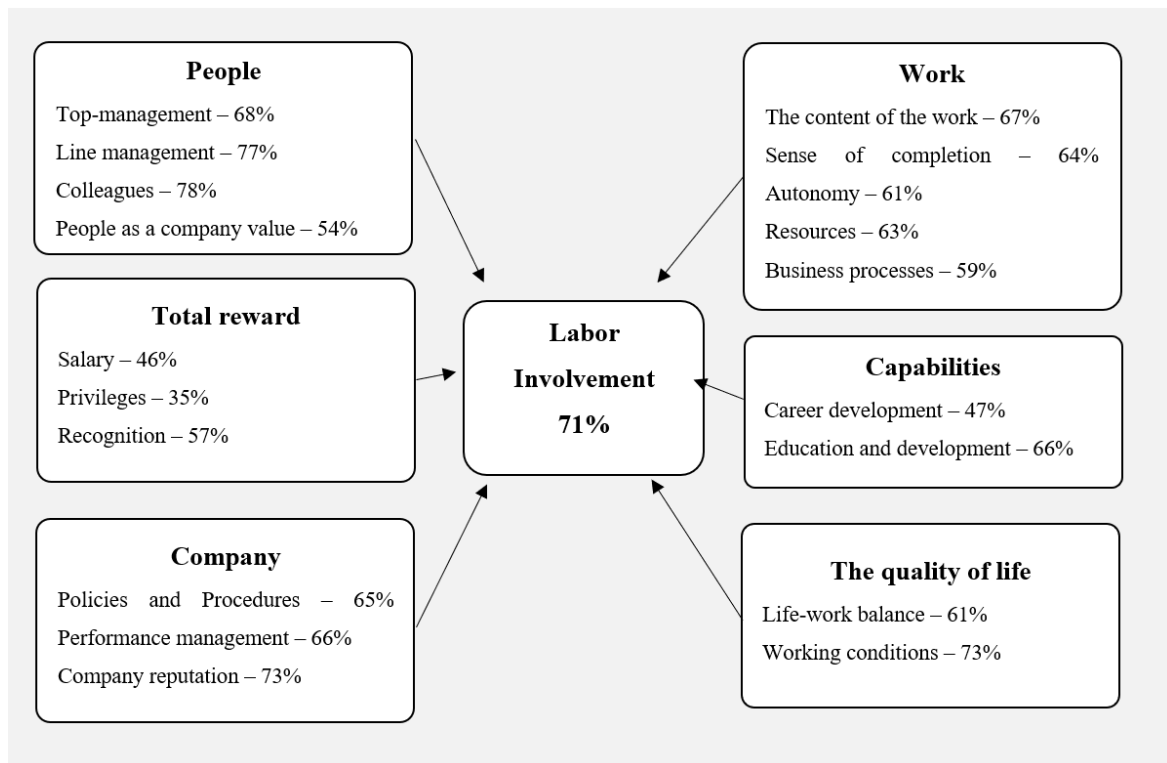 People
Top-management – 68%
Line management – 77%
Colleagues – 78%
People as a company value – 54%
Total reward
Salary – 46%
Privileges – 35%
Recognition – 57%
Company
Policies and Procedures – 65%
Performance management – 66%
Company reputation – 73%
Labor
Involvement
71%
Work
The content of the work – 67%
Sense of completion – 64%
Autonomy – 61%
Resources – 63%
Business processes – 59%
Capabilities
Career development – 47%
Education and development – 66%
The quality of life
Life-work balance – 61%
Working conditions – 73%